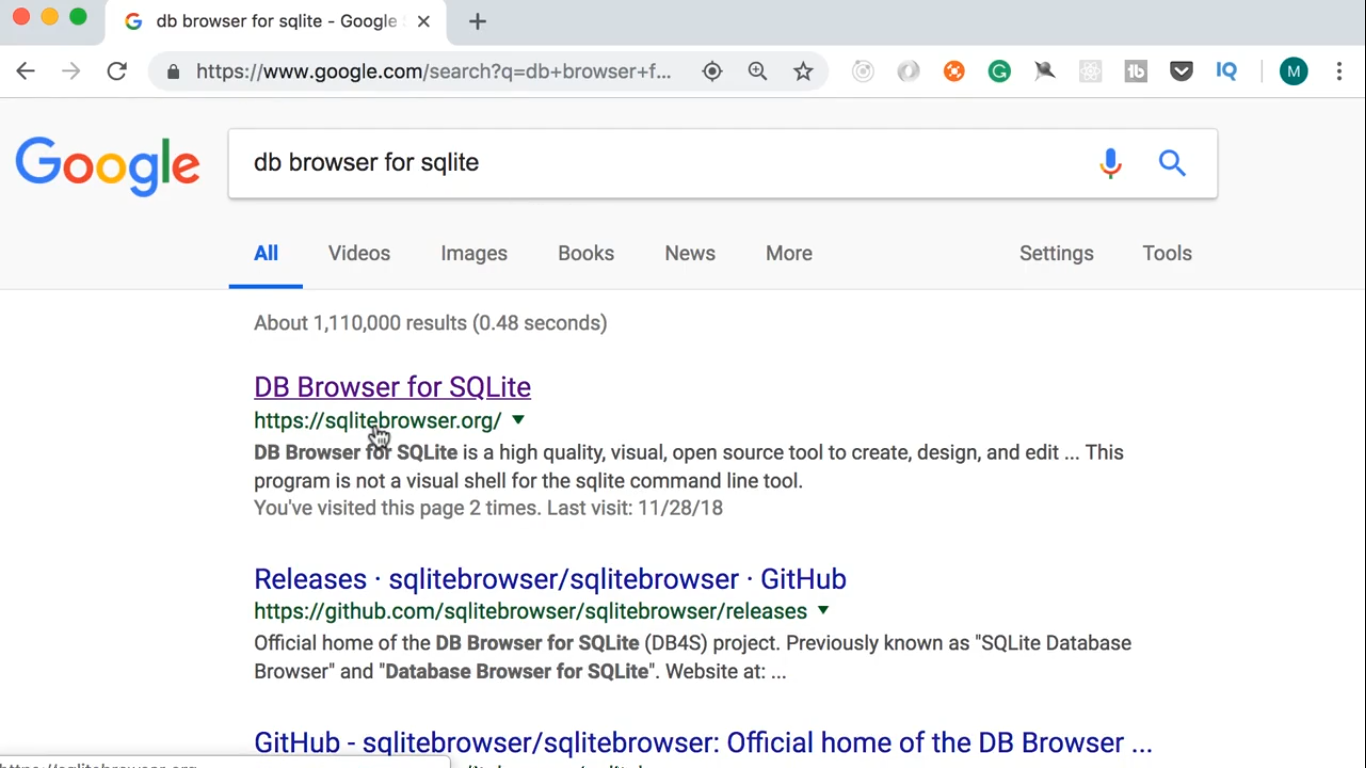 db browser for sqlite - Google
https://www.google.com/search?q=db+browser+f...
G
1b
IQ
M
Google
db browser for sqlite
All Videos Images Books News More Settings Tools
About 1,110,000 results (0.48 seconds)
DB Browser for SQLite
https://sqlitebrowser.org/
DB Browser for SQLite is a high quality, visual, open source tool to create, design, and edit ... This
program is not a visual shell for the sqlite command line tool.
You've visited this page 2 times. Last visit: 11/28/18
Releases · sqlitebrowser/sqlitebrowser · GitHub
https://github.com/sqlitebrowser/sqlitebrowser/releases
Official home of the DB Browser for SQLite (DB4S) project. Previously known as "SQLite Database
Browser" and "Database Browser for SQLite". Website at: ...
GitHub - sqlitebrowser/sqlitebrowser: Official home of the DB Browser ...